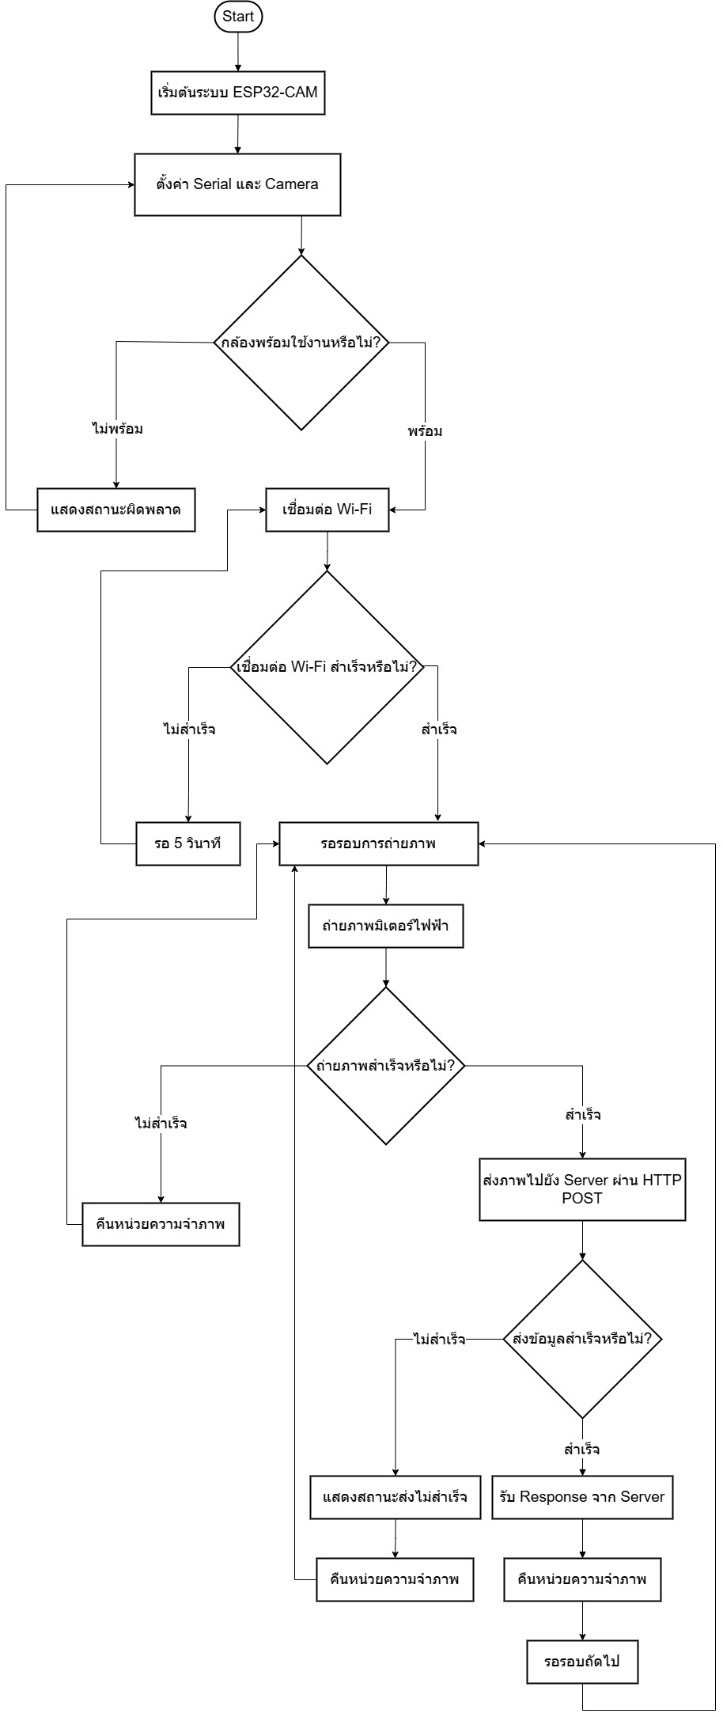 Start
เริ่มต้นระบบ ESP32-CAM
ตั้งค่า Serial และ Camera
กล้องพร้อมใช้งานหรือไม่?
ไม่พร้อม
พร้อม
แสดงสถานะผิดพลาด
เชื่อมต่อ Wi-Fi
เชื่อมต่อ Wi-Fi สำเร็จหรือไม่?
ไม่สำเร็จ
สำเร็จ
รอ 5 วินาที
รอรอบการถ่ายภาพ
ถ่ายภาพมิเตอร์ไฟฟ้า
ถ่ายภาพสำเร็จหรือไม่?
ไม่สำเร็จ
สำเร็จ
ส่งภาพไปยัง Server ผ่าน HTTP
POST
คืนหน่วยความจำภาพ
ไม่สำเร็จ
ส่งข้อมูลสำเร็จหรือไม่?
สำเร็จ
แสดงสถานะส่งไม่สำเร็จ
รับ Response จาก Server
คืนหน่วยความจำภาพ
คืนหน่วยความจำภาพ
รอรอบถัดไป